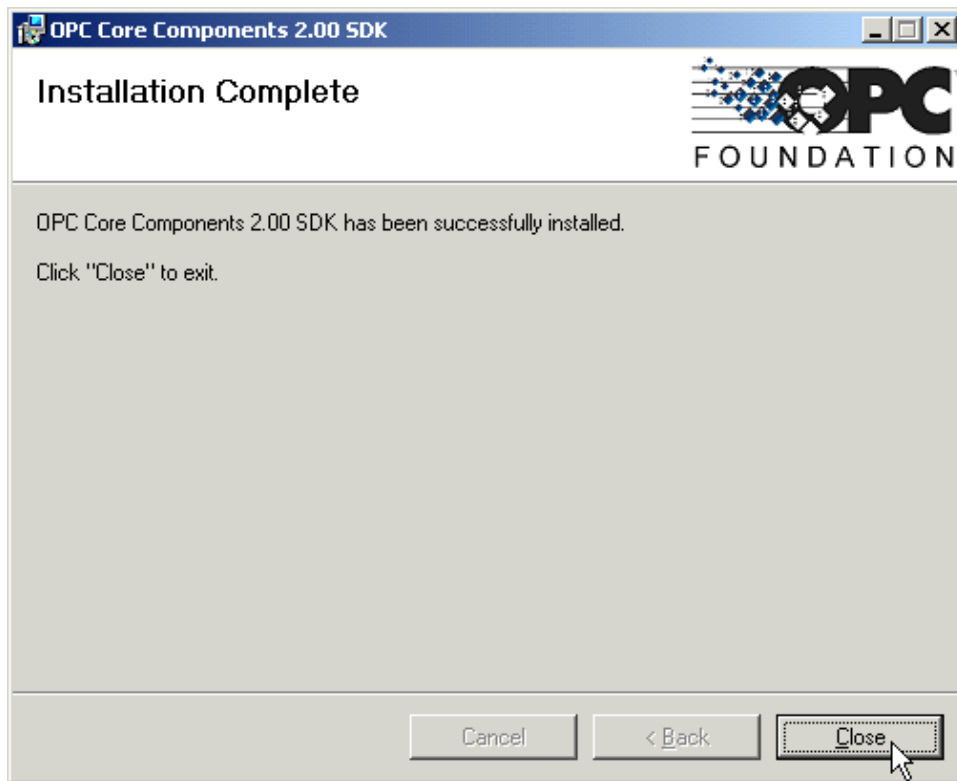 OPC Core Components 2.00 SDK
Installation Complete
OPC
FOUNDATION
OPC Core Components 2.00 SDK has been successfully installed.
Click "Close" to exit.
Cancel
< Back
Close